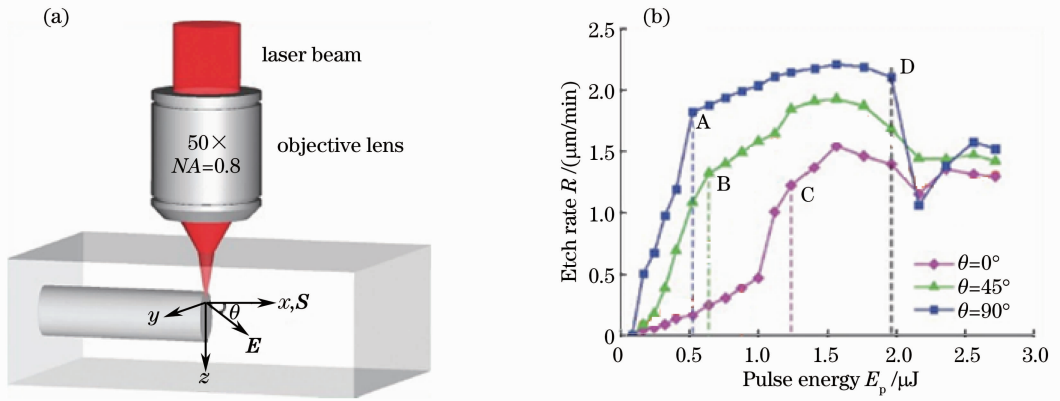 (a)
laser beam
50×
NA=0.8
objective lens
x,S
θ
y
E
z
(b)
Etch rate R /(μm/min)
2.5
2.0
1.5
1.0
0.5
0
A
B
C
D
θ=0°
θ=45°
θ=90°
0 0.5 1.0 1.5 2.0 2.5 3.0
Pulse energy Eₚ /μJ